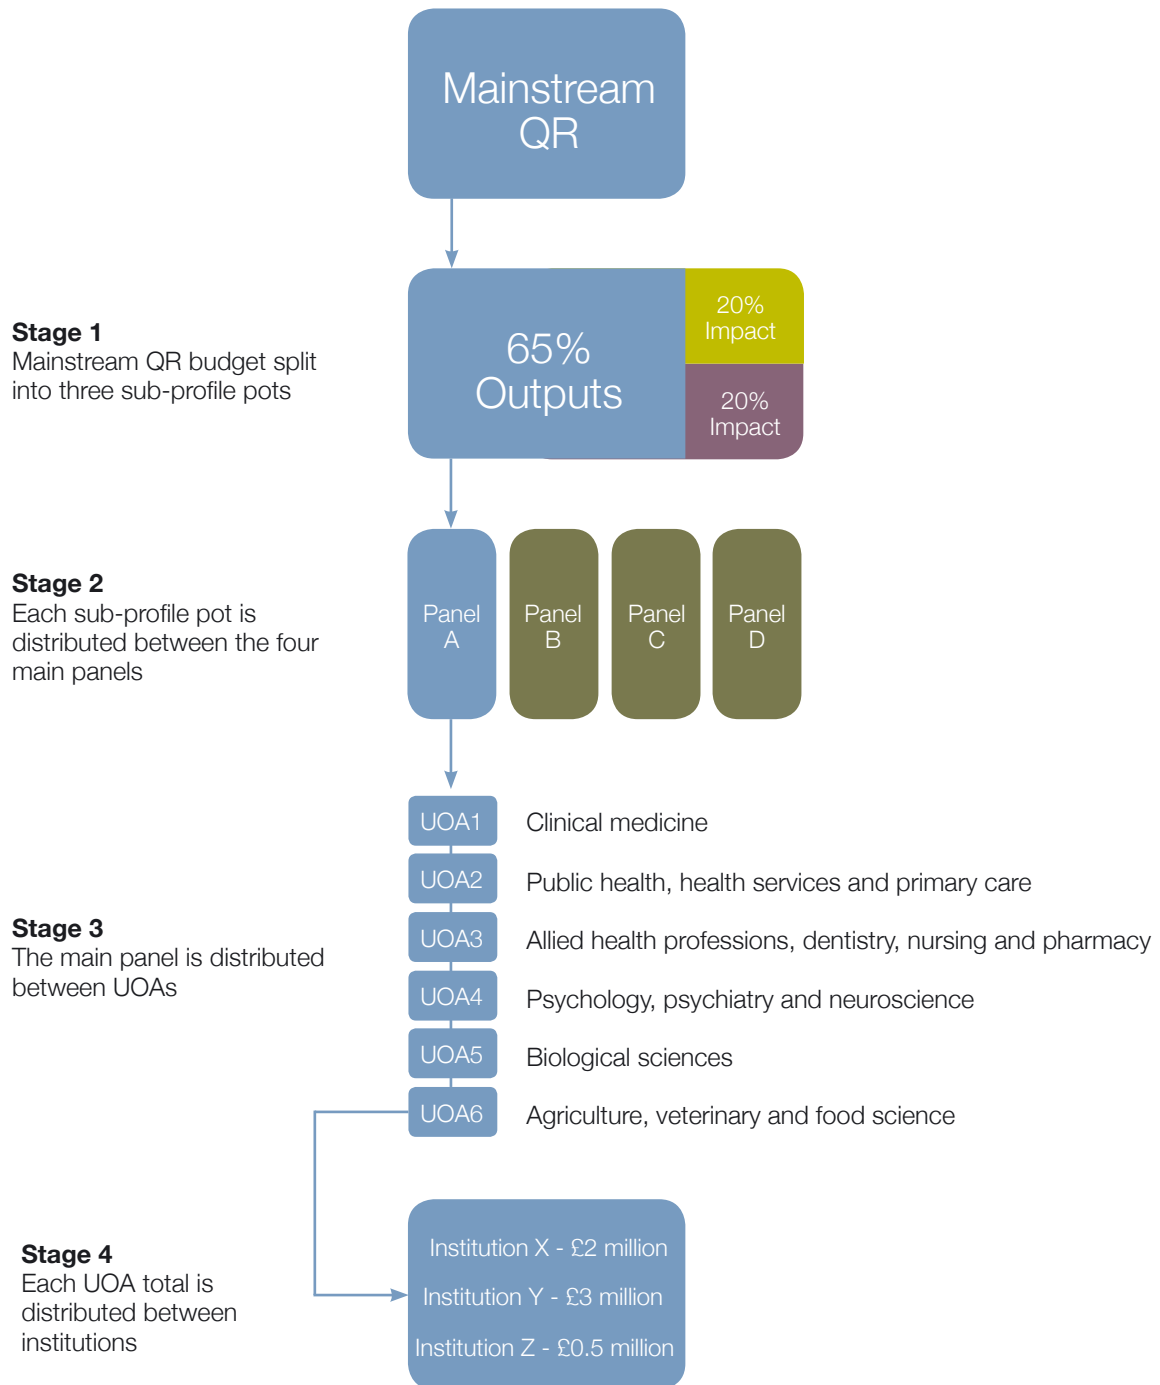 Mainstream
QR
Stage 1
Mainstream QR budget split
into three sub-profile pots
65%
Outputs
20%
Impact
20%
Impact
Stage 2
Each sub-profile pot is
distributed between the four
main panels
Panel
A
Panel
B
Panel
C
Panel
D
Stage 3
The main panel is distributed
between UOAs
UOA1 Clinical medicine
UOA2 Public health, health services and primary care
UOA3 Allied health professions, dentistry, nursing and pharmacy
UOA4 Psychology, psychiatry and neuroscience
UOA5 Biological sciences
UOA6 Agriculture, veterinary and food science
Stage 4
Each UOA total is
distributed between
institutions
Institution X - £2 million
Institution Y - £3 million
Institution Z - £0.5 million